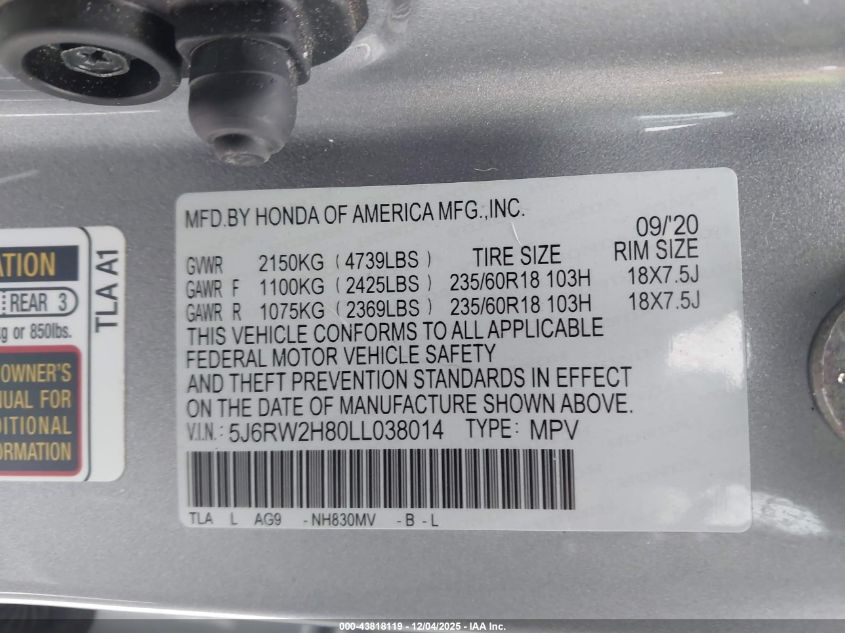 MFD.BY HONDA OF AMERICA MFG.,INC.
09/'20
GVWR 2150KG ( 4739LBS ) TIRE SIZE RIM SIZE
GAWR F 1100KG ( 2425LBS ) 235/60R18 103H 18X7.5J
GAWR R 1075KG ( 2369LBS ) 235/60R18 103H 18X7.5J
THIS VEHICLE CONFORMS TO ALL APPLICABLE
FEDERAL MOTOR VEHICLE SAFETY
AND THEFT PREVENTION STANDARDS IN EFFECT
ON THE DATE OF MANUFACTURE SHOWN ABOVE.
V.I.N.: 5J6RW2H80LL038014 TYPE: MPV
TLA L AG9 -NH830MV -B -L
TLA A1
ATION
REAR 3
kg or 850lbs.
OWNER'S
UAL FOR
ITIONAL
ORMATION
000-43818119 - 12/04/2025 - IAA Inc.